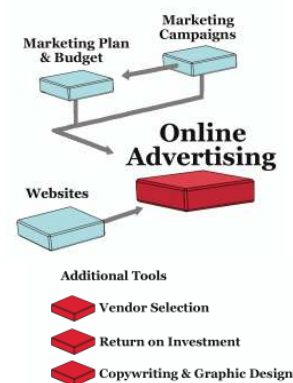 Marketing
Campaigns
Marketing Plan
& Budget
Online
Advertising
Websites
Additional Tools
Vendor Selection
Return on Investment
Copywriting & Graphic Design